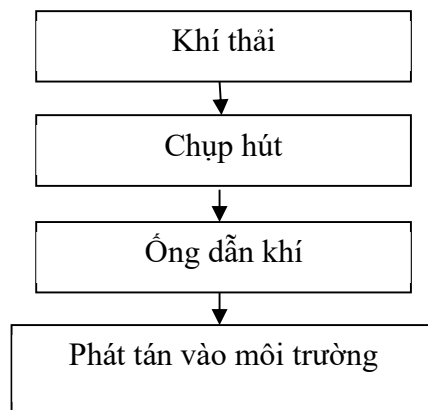 Khí thải
Chụp hút
Ống dẫn khí
Phát tán vào môi trường